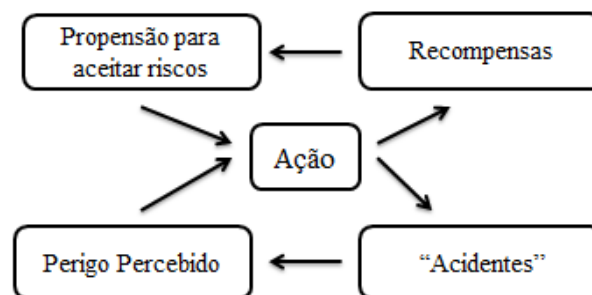 Propensão para
aceitar riscos
Recompensas
Ação
Perigo Percebido
“Acidentes”